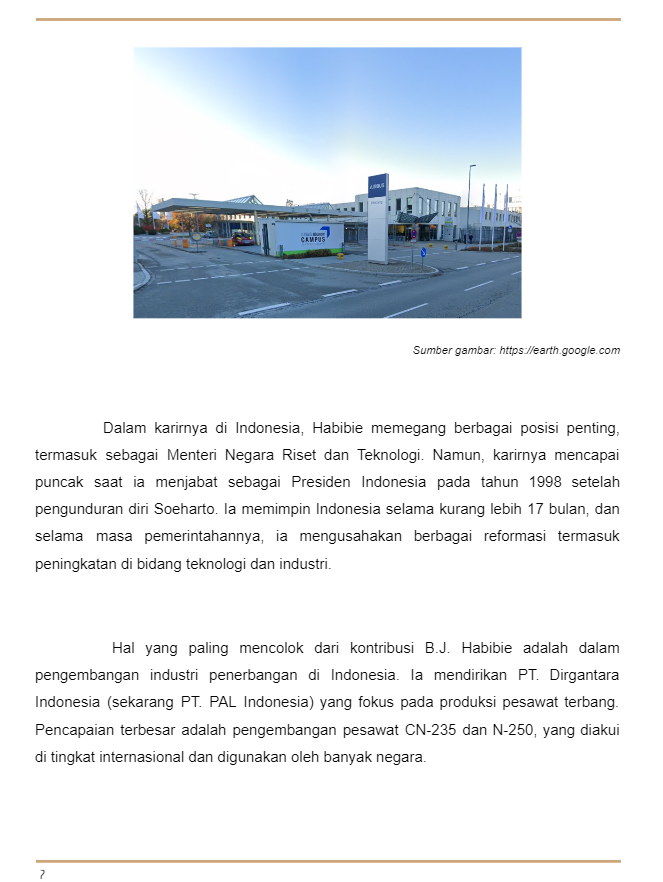 AIRBUS
CAMPUS
Sumber gambar: https://earth.google.com
Dalam karirnya di Indonesia, Habibie memegang berbagai posisi penting,
termasuk sebagai Menteri Negara Riset dan Teknologi. Namun, karirnya mencapai
puncak saat ia menjabat sebagai Presiden Indonesia pada tahun 1998 setelah
pengunduran diri Soeharto. Ia memimpin Indonesia selama kurang lebih 17 bulan, dan
selama masa pemerintahannya, ia mengusahakan berbagai reformasi termasuk
peningkatan di bidang teknologi dan industri.
Hal yang paling mencolok dari kontribusi B.J. Habibie adalah dalam
pengembangan industri penerbangan di Indonesia. Ia mendirikan PT. Dirgantara
Indonesia (sekarang PT. PAL Indonesia) yang fokus pada produksi pesawat terbang.
Pencapaian terbesar adalah pengembangan pesawat CN-235 dan N-250, yang diakui
di tingkat internasional dan digunakan oleh banyak negara.
7